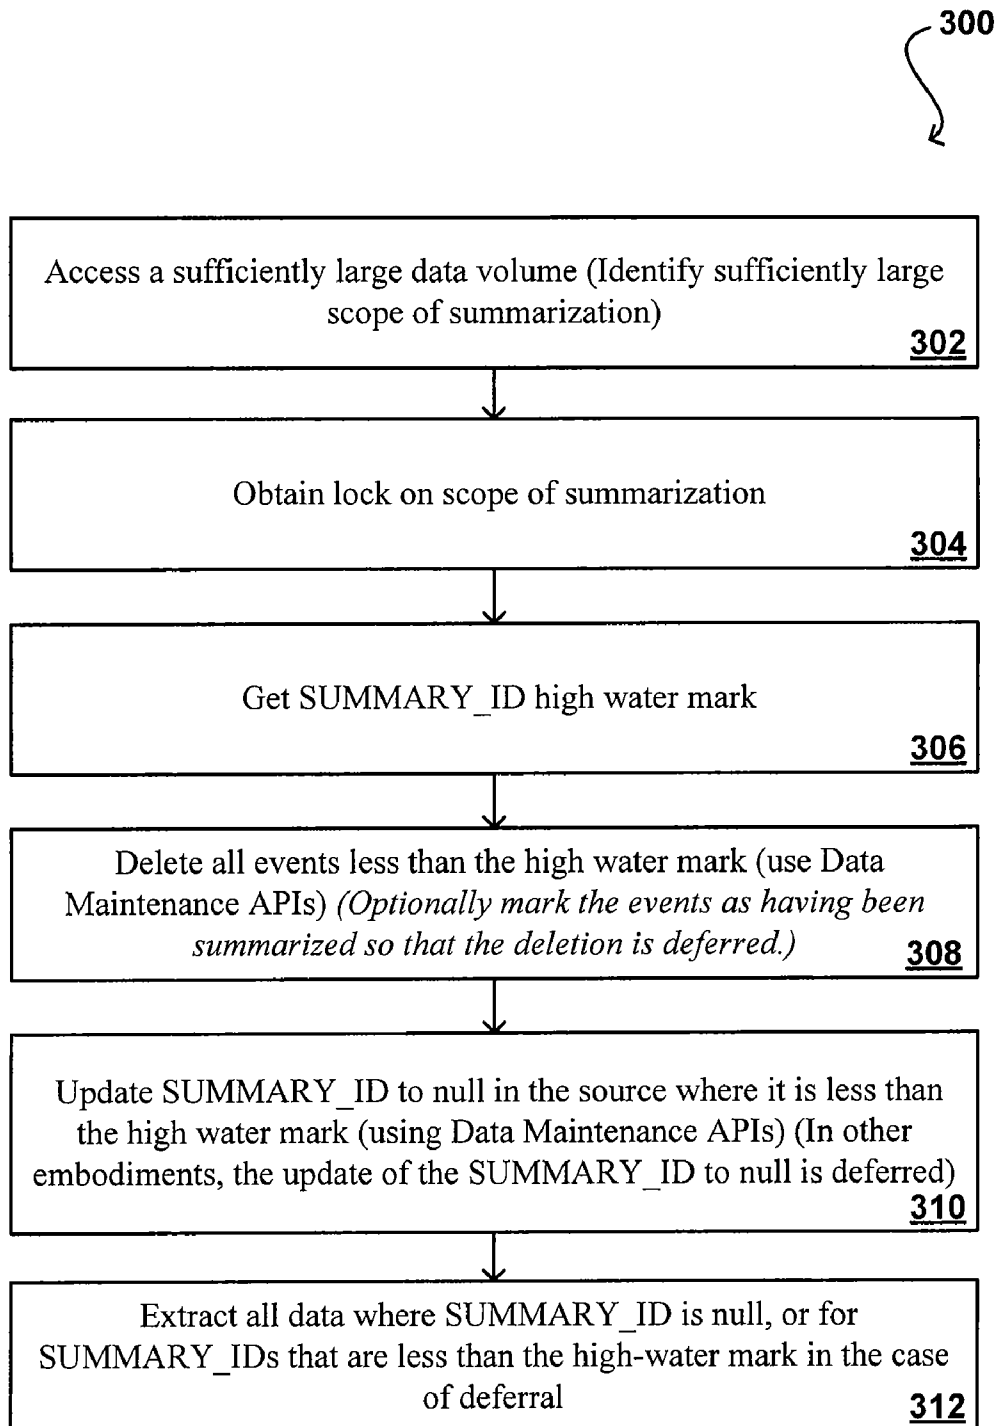 300
Access a sufficiently large data volume (Identify sufficiently large
scope of summarization)
302
Obtain lock on scope of summarization
304
Get SUMMARY_ID high water mark
306
Delete all events less than the high water mark (use Data
Maintenance APIs) (Optionally mark the events as having been
summarized so that the deletion is deferred.)
308
Update SUMMARY_ID to null in the source where it is less than
the high water mark (using Data Maintenance APIs) (In other
embodiments, the update of the SUMMARY_ID to null is deferred)
310
Extract all data where SUMMARY_ID is null, or for
SUMMARY_IDs that are less than the high-water mark in the case
of deferral
312